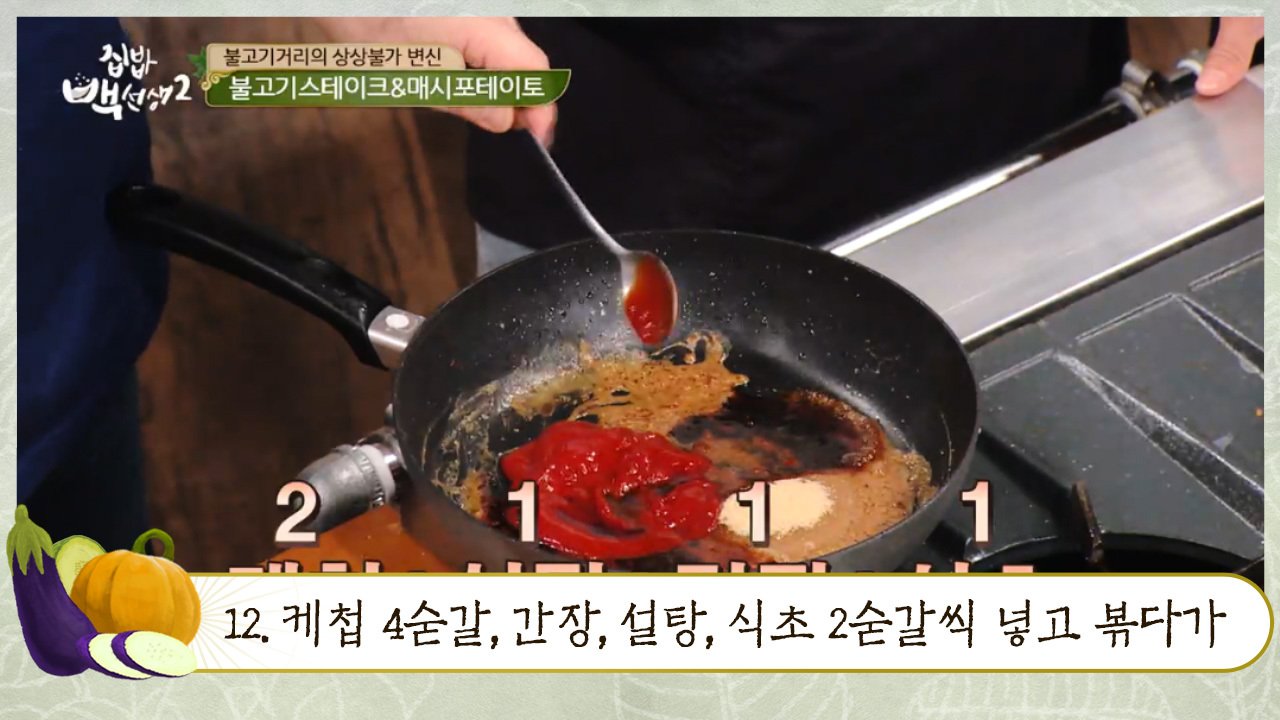 집밥
백선생2
불고기거리의 상상불가 변신
불고기스테이크&매시포테이토
2 1 1 1
12. 케첩 4숟갈, 간장, 설탕, 식초 2숟갈씩 넣고 볶다가